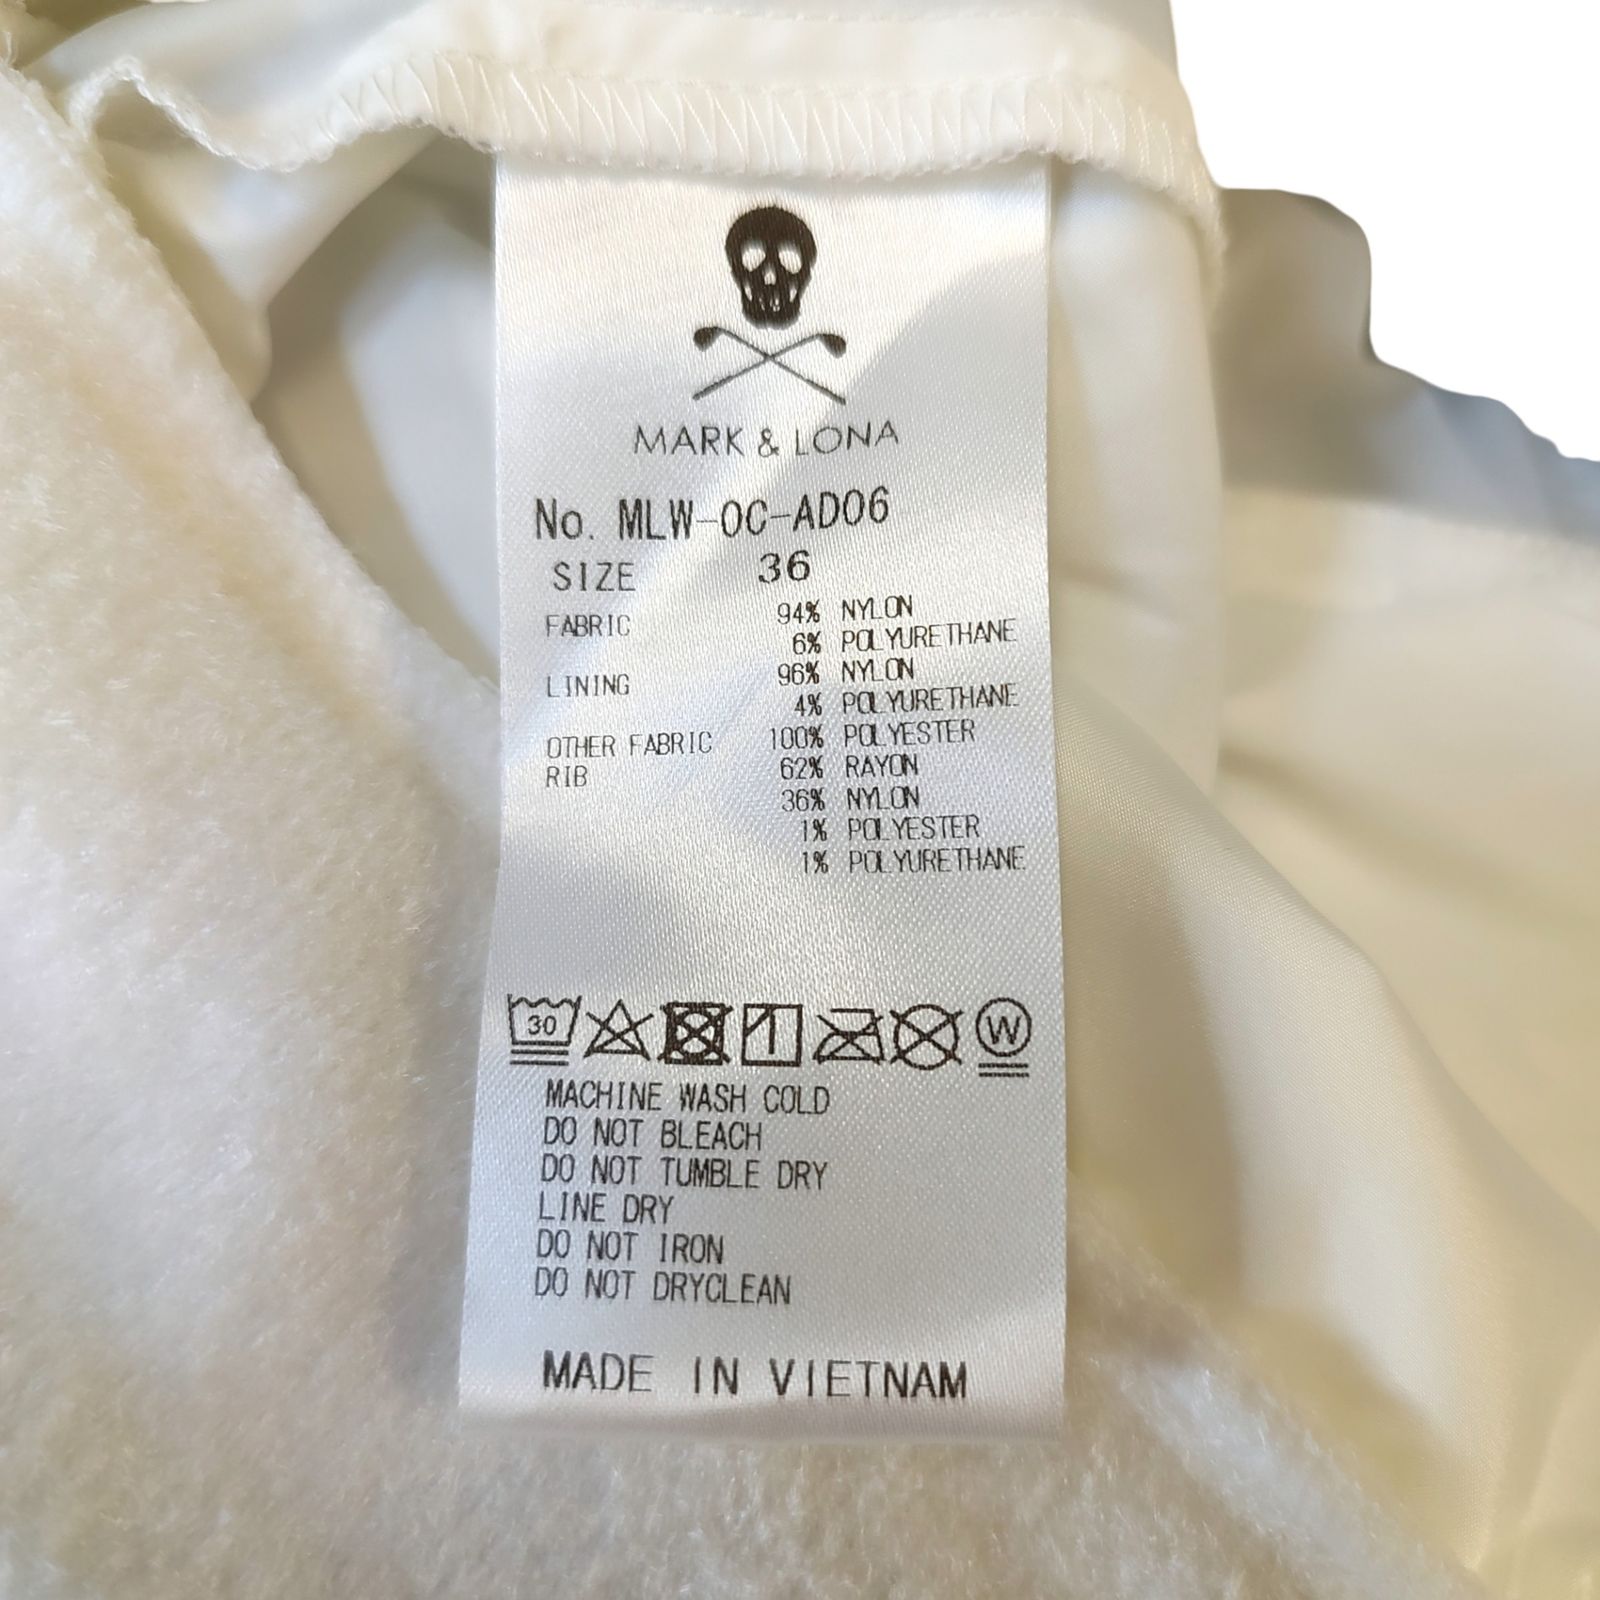 MARK & LONA
No. MLW-OC-AD06
SIZE 36
FABRIC 94% NYLON
6% POLYURETHANE
LINING 96% NYLON
4% POLYURETHANE
OTHER FABRIC 100% POLYESTER
RIB 62% RAYON
36% NYLON
1% POLYESTER
1% POLYURETHANE
30 W
MACHINE WASH COLD
DO NOT BLEACH
DO NOT TUMBLE DRY
LINE DRY
DO NOT IRON
DO NOT DRYCLEAN
MADE IN VIETNAM